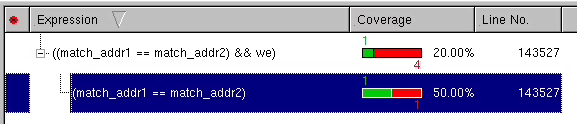 Expression Coverage Line No.
1
((match_addr1 == match_addr2) && we) 20.00% 143527
4
1
(match_addr1 == match_addr2) 50.00% 143527
1